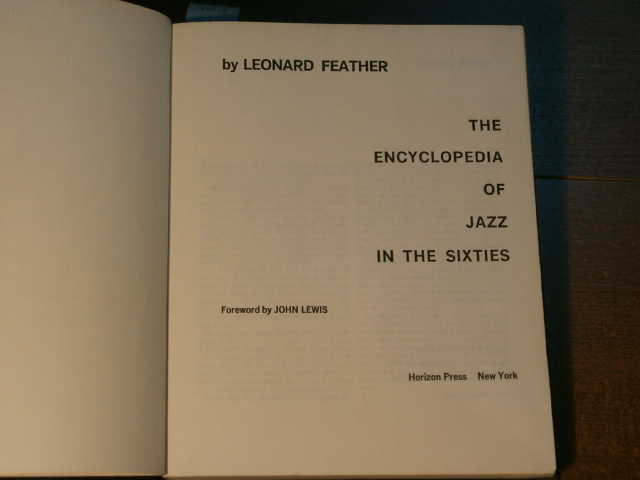 by LEONARD FEATHER
THE
ENCYCLOPEDIA
OF
JAZZ
IN THE SIXTIES
Foreword by JOHN LEWIS
Horizon Press New York